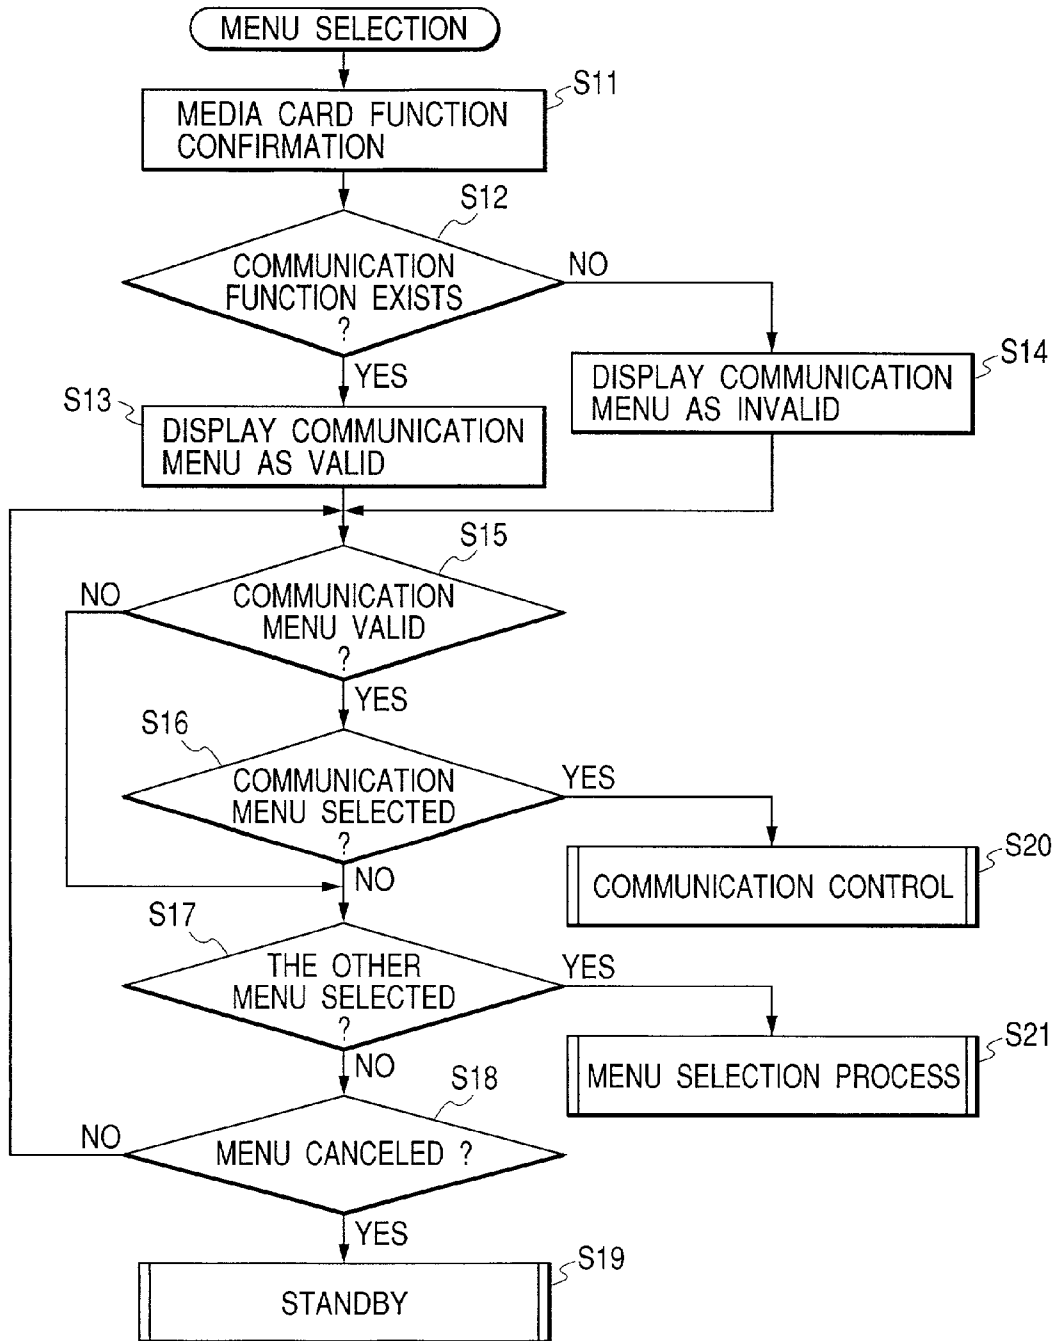 MENU SELECTION
S11
MEDIA CARD FUNCTION
CONFIRMATION
S12
COMMUNICATION
FUNCTION EXISTS
?
NO
YES
S13
DISPLAY COMMUNICATION
MENU AS VALID
S14
DISPLAY COMMUNICATION
MENU AS INVALID
S15
NO
COMMUNICATION
MENU VALID
?
YES
S16
COMMUNICATION
MENU SELECTED
?
YES
NO
S20
COMMUNICATION CONTROL
S17
THE OTHER
MENU SELECTED
?
YES
NO
S21
MENU SELECTION PROCESS
S18
NO
MENU CANCELED ?
YES
S19
STANDBY